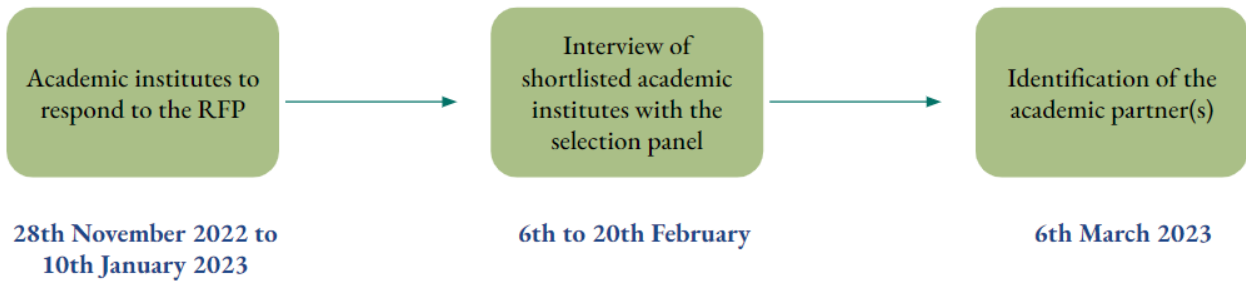 Academic institutes to
respond to the RFP
Interview of
shortlisted academic
institutes with the
selection panel
Identification of the
academic partner(s)
28th November 2022 to
10th January 2023
6th to 20th February
6th March 2023